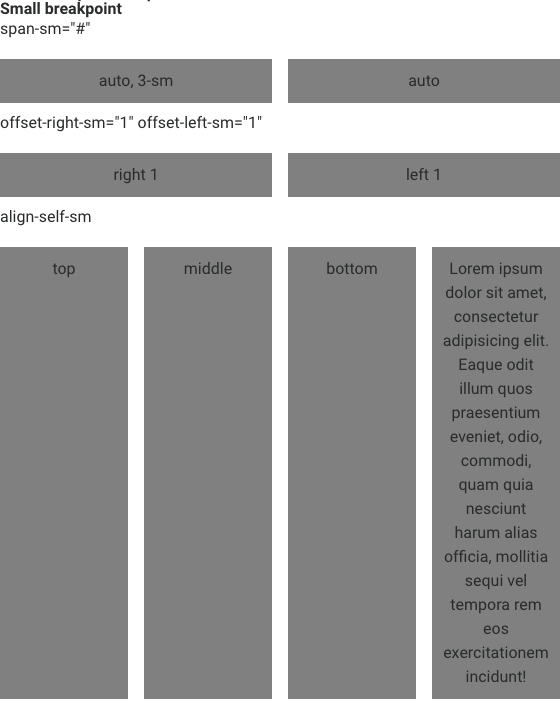 Small breakpoint
span-sm="#"
auto, 3-sm
auto
offset-right-sm="1" offset-left-sm="1"
right 1
left 1
align-self-sm
top
middle
bottom
Lorem ipsum
dolor sit amet,
consectetur
adipisicing elit.
Eaque odit
illum quos
praesentium
eveniet, odio,
commodi,
quam quia
nesciunt
harum alias
officia, mollitia
sequi vel
tempora rem
eos
exercitationem
incidunt!